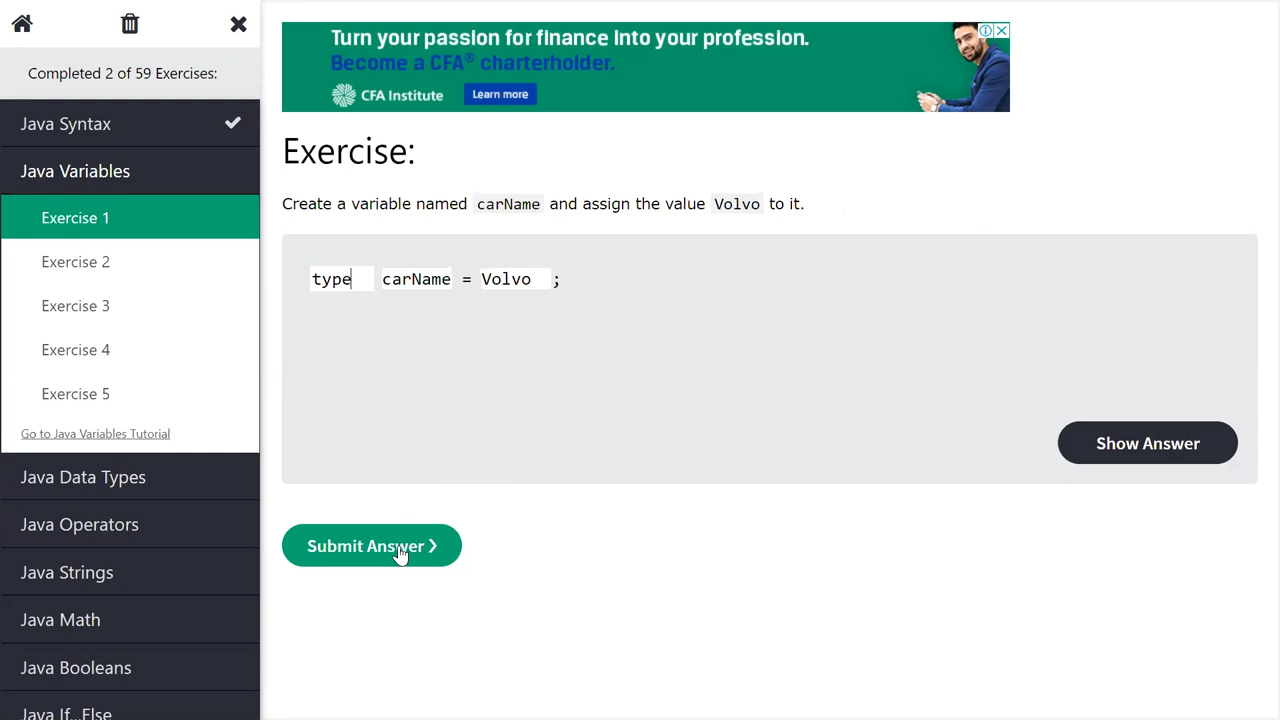 Completed 2 of 59 Exercises:
Java Syntax
Java Variables
Exercise 1
Exercise 2
Exercise 3
Exercise 4
Exercise 5
Go to Java Variables Tutorial
Java Data Types
Java Operators
Java Strings
Java Math
Java Booleans
Java If...Else
Turn your passion for finance into your profession.
Become a CFA® charterholder.
CFA Institute Learn more
Exercise:
Create a variable named carName and assign the value Volvo to it.
type carName = Volvo ;
Show Answer
Submit Answer ❯